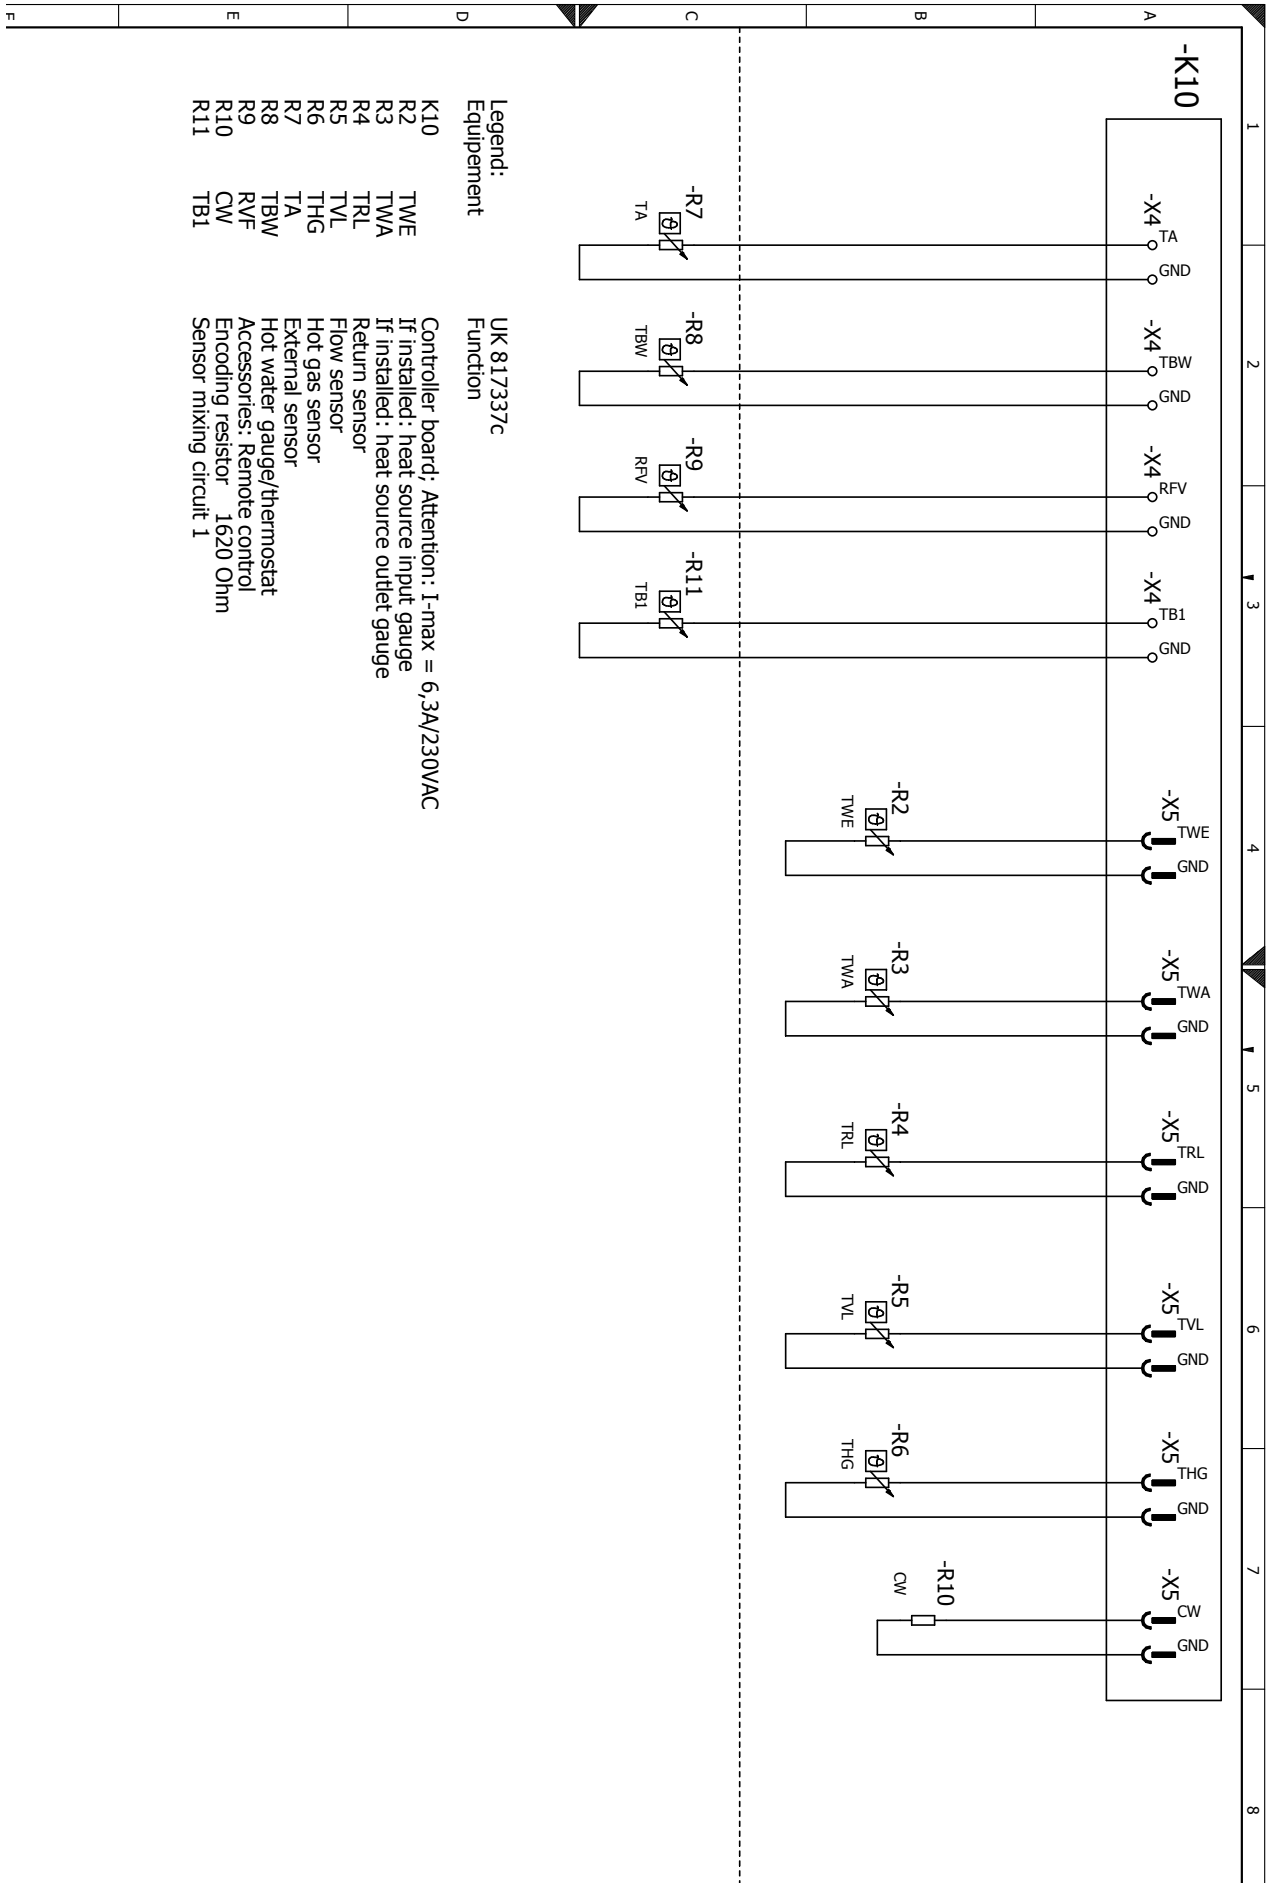 1 2 3 4 5 6 7 8
A
B
C
D
E
F
-K10
-X4 TA GND
-X4 TBW GND
-X4 RFV GND
-X4 TB1 GND
-X5 TWE GND
-X5 TWA GND
-X5 TRL GND
-X5 TVL GND
-X5 THG GND
-X5 CW GND
-R2
ϑ
TWE
-R3
ϑ
TWA
-R4
ϑ
TRL
-R5
ϑ
TVL
-R6
ϑ
THG
-R10
CW
-R7
ϑ
TA
-R8
ϑ
TBW
-R9
ϑ
RFV
-R11
ϑ
TB1
Legend: UK 817337c
Equipement Function
K10 Controller board; Attention: I-max = 6,3A/230VAC
R2 TWE If installed: heat source input gauge
R3 TWA If installed: heat source outlet gauge
R4 TRL Return sensor
R5 TVL Flow sensor
R6 THG Hot gas sensor
R7 TA External sensor
R8 TBW Hot water gauge/thermostat
R9 RVF Accessories: Remote control
R10 CW Encoding resistor 1620 Ohm
R11 TB1 Sensor mixing circuit 1